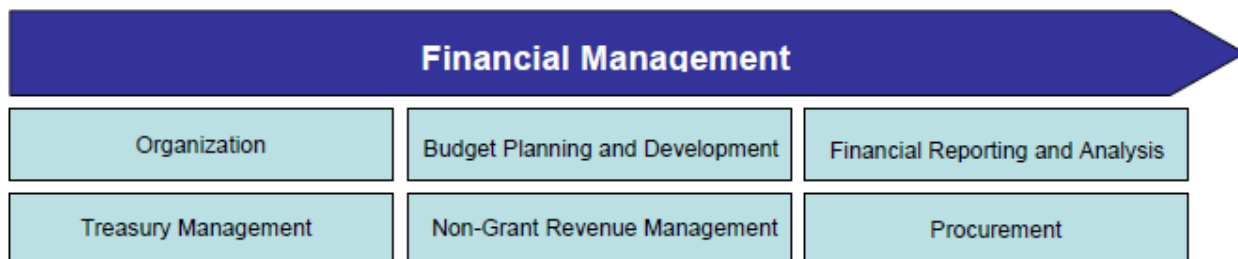 Financial Management
Organization
Budget Planning and Development
Financial Reporting and Analysis
Treasury Management
Non-Grant Revenue Management
Procurement